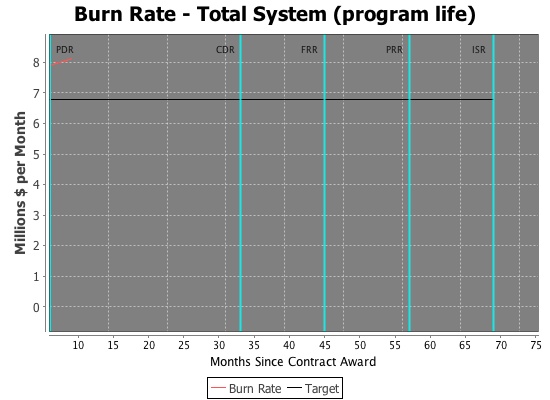 Burn Rate - Total System (program life)
PDR CDR FRR PRR ISR
8
7
6
5
4
3
2
1
0
Millions $ per Month
10 15 20 25 30 35 40 45 50 55 60 65 70 75
Months Since Contract Award
Burn Rate Target